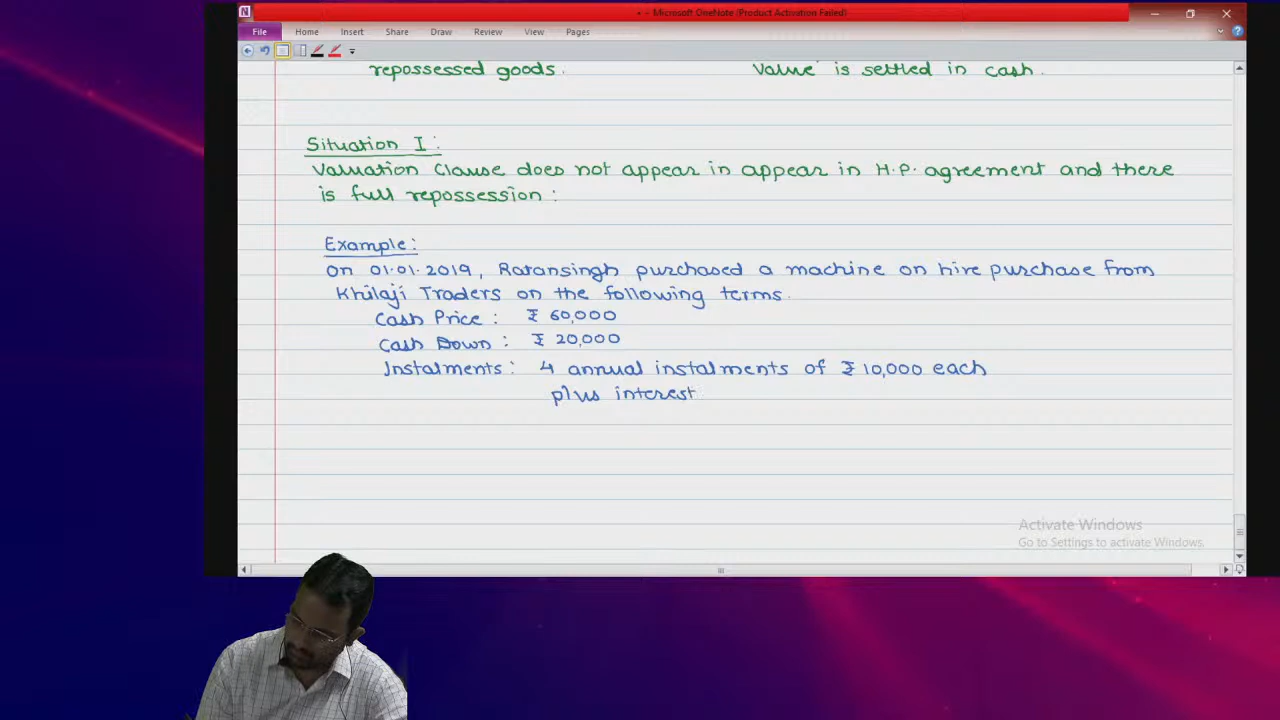 Microsoft OneNote (Product Activation Failed)
File Home Insert Share Draw Review View Pages
repossessed goods. Value' is settled in cash.
Situation I :
Valuation Clause does not appear in appear in H.P. agreement and there
is full repossession :
Example :
On 01.01.2019, Ratansingh purchased a machine on hire purchase from
Khilaji Traders on the following terms.
Cash Price : ₹ 60,000
Cash Down : ₹ 20,000
Instalments : 4 annual instalments of ₹ 10,000 each
plus interest
Activate Windows
Go to Settings to activate Windows.